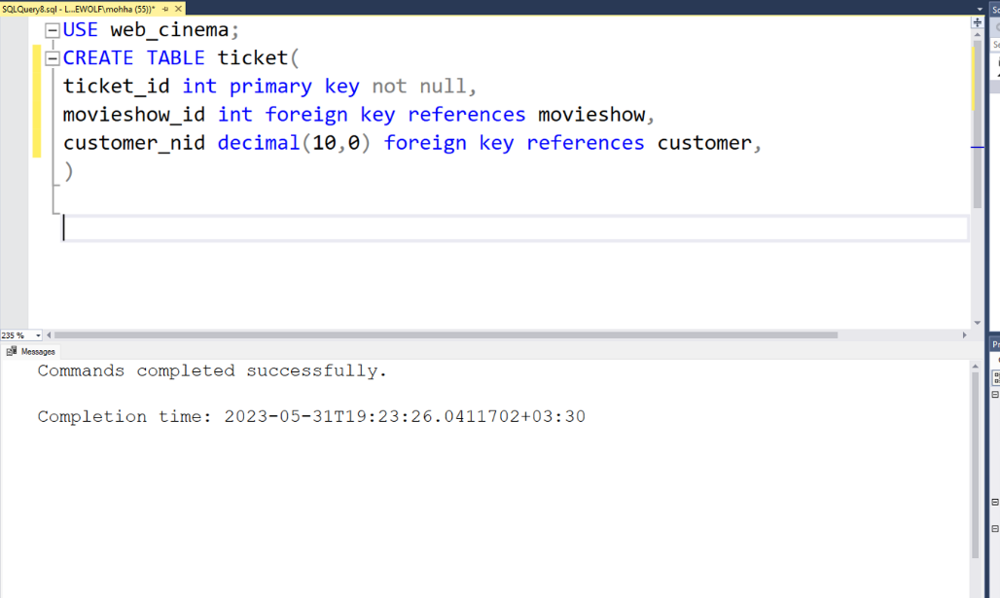 SQLQuery8.sql - L...EWOLF\mohha (55))*
USE web_cinema;
CREATE TABLE ticket(
ticket_id int primary key not null,
movieshow_id int foreign key references movieshow,
customer_nid decimal(10,0) foreign key references customer,
)
235 %
Messages
Commands completed successfully.
Completion time: 2023-05-31T19:23:26.0411702+03:30